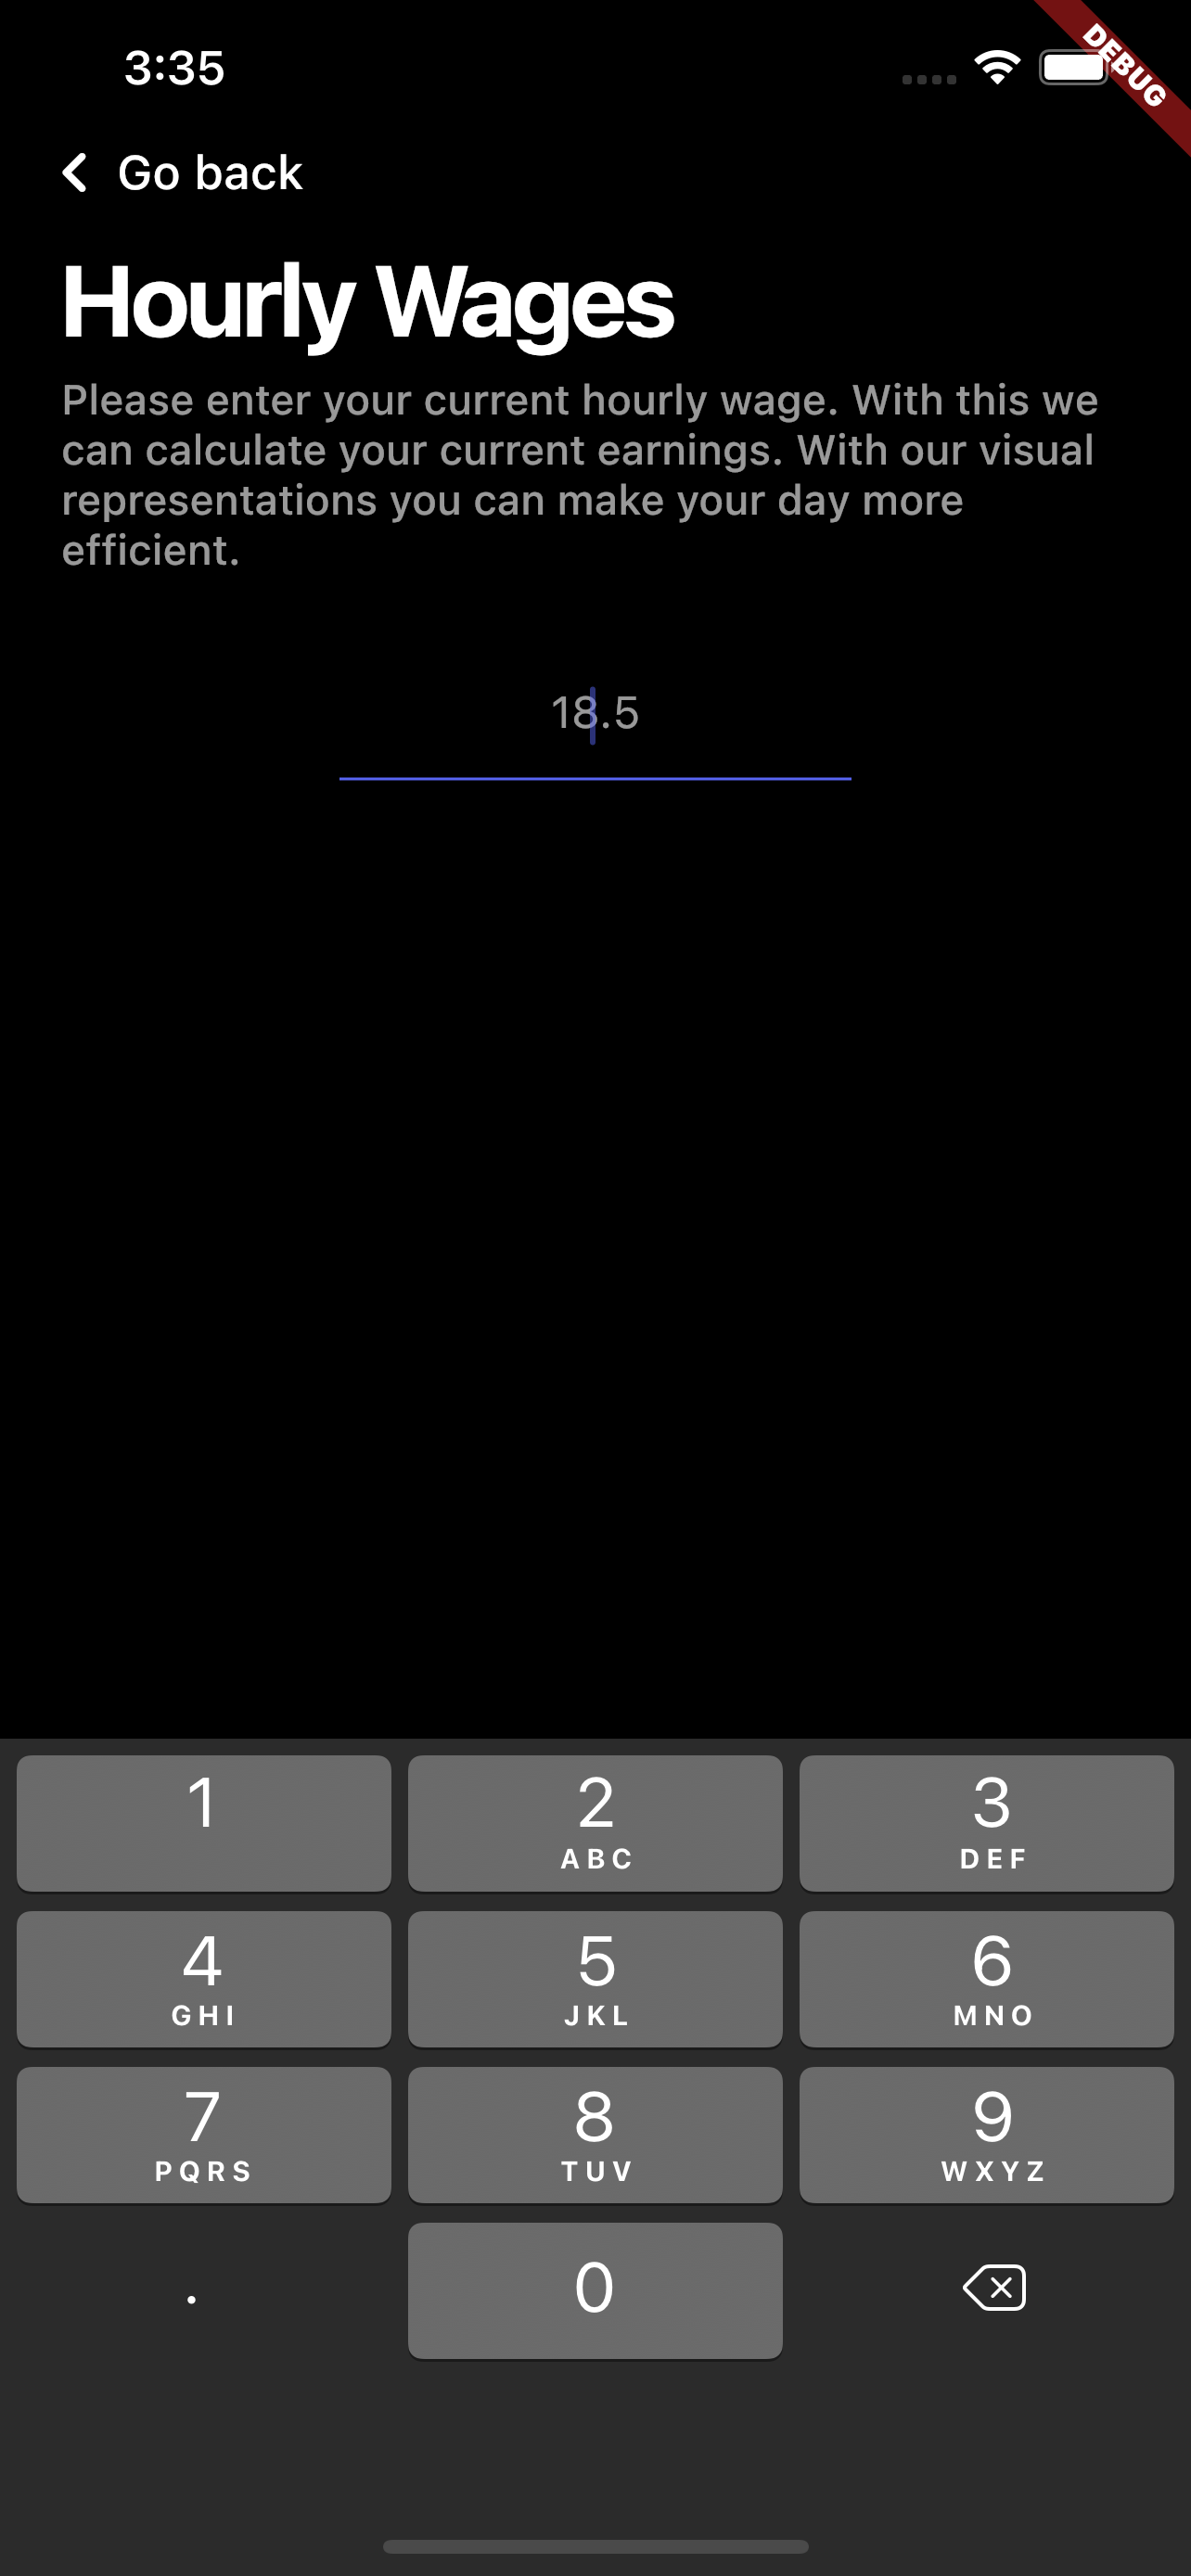 3:35
DEBUG
Go back
Hourly Wages
Please enter your current hourly wage. With this we
can calculate your current earnings. With our visual
representations you can make your day more
efficient.
18.5
1 2 3
ABC DEF
4 5 6
GHI JKL MNO
7 8 9
PQRS TUV WXYZ
. 0